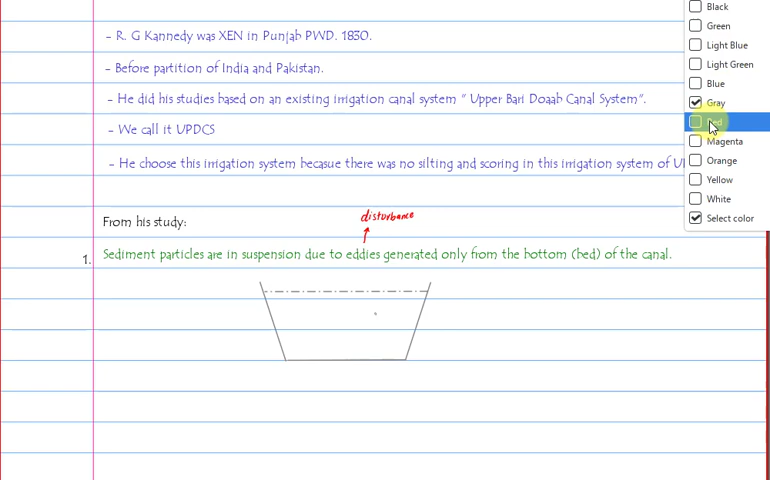 - R. G Kannedy was XEN in Punjab PWD. 1830.
- Before partition of India and Pakistan.
- He did his studies based on an existing irrigation canal system " Upper Bari Doaab Canal System".
- We call it UPDCS
- He choose this irrigation system becasue there was no silting and scoring in this irrigation system of
From his study:
disturbance
1. Sediment particles are in suspension due to eddies generated only from the bottom (bed) of the canal.
Black
Green
Light Blue
Light Green
Blue
Gray
Red
Magenta
Orange
Yellow
White
Select color